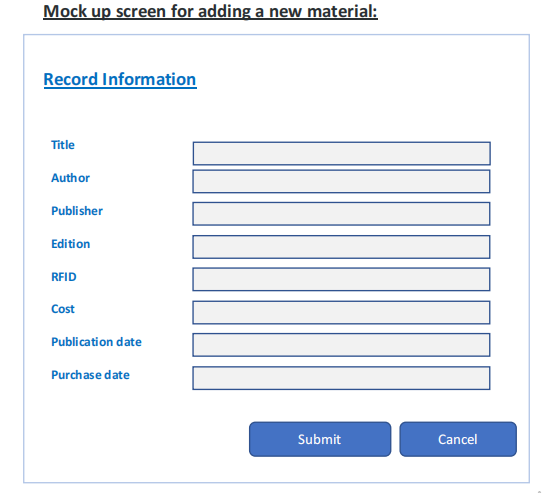 Mock up screen for adding a new material:
Record Information
Title
Author
Publisher
Edition
RFID
Cost
Publication date
Purchase date
Submit Cancel